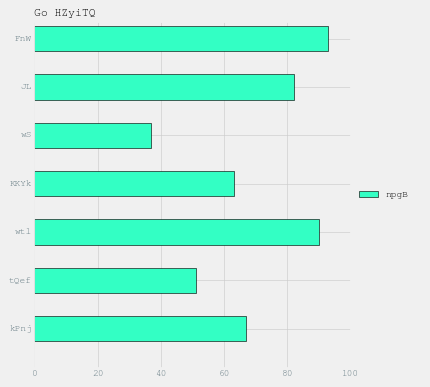 Go HZyiTQ
FnW
JL
wS
KKYk
wtl
tQef
kPnj
0 20 40 60 80 100
npgB